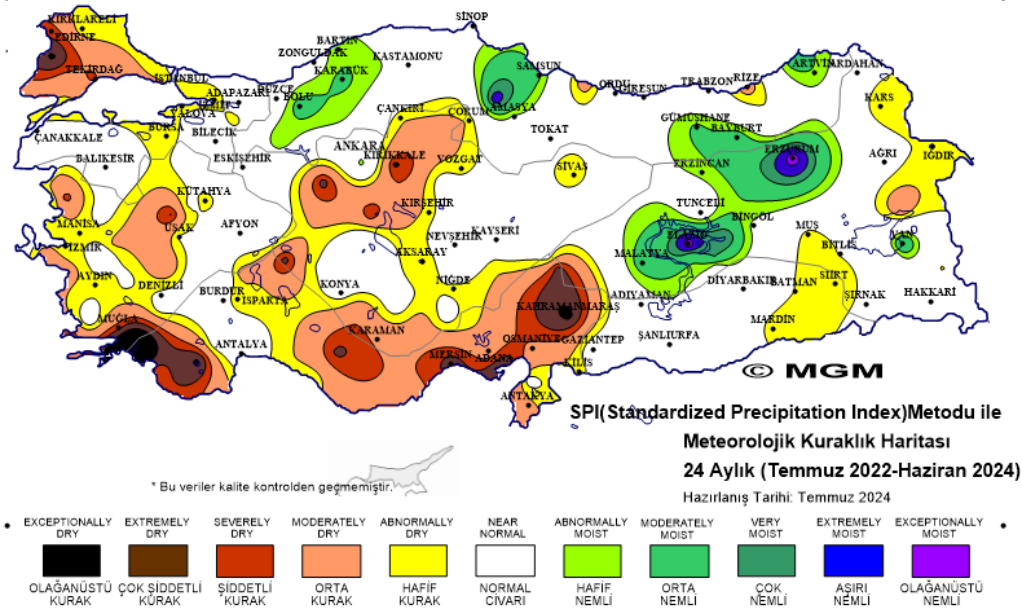 SİNOP
KIRKLARELİ
EDİRNE
BARTIN
ZONGULDAK
KASTAMONU
TEKİRDAĞ
İSTANBUL
KARABÜK
SAMSUN
ARTVİN ARDAHAN
ADAPAZARI
DÜZCE
BOLU
ORDU
GİRESUN
TRABZON
RİZE
İZMİT
YALOVA
ÇANKIRI
ÇORUM
AMASYA
KARS
ÇANAKKALE
BURSA
BİLECİK
TOKAT
GÜMÜŞHANE
BAYBURT
ANKARA
KIRIKKALE
YOZGAT
BALIKESİR
ESKİŞEHİR
SİVAS
ERZİNCAN
ERZURUM
AĞRI
IĞDIR
KÜTAHYA
KIRŞEHİR
TUNCELİ
MANİSA
UŞAK
AFYON
NEVŞEHİR
KAYSERİ
BİNGÖL
MUŞ
ELAZIĞ
VAN
İZMİR
AKSARAY
MALATYA
BİTLİS
AYDIN
DENİZLİ
BURDUR
ISPARTA
KONYA
NİĞDE
DİYARBAKIR
BATMAN
SİİRT
ŞIRNAK
HAKKARİ
KAHRAMANMARAŞ
ADIYAMAN
MUĞLA
ANTALYA
KARAMAN
MARDİN
MERSİN
ADANA
OSMANİYE
GAZİANTEP
ŞANLIURFA
KİLİS
ANTAKYA
© MGM
SPI(Standardized Precipitation Index)Metodu ile
Meteorolojik Kuraklık Haritası
24 Aylık (Temmuz 2022-Haziran 2024)
Hazırlanış Tarihi: Temmuz 2024
* Bu veriler kalite kontrolden geçmemiştir.
EXCEPTIONALLY DRY
EXTREMELY DRY
SEVERELY DRY
MODERATELY DRY
ABNORMALLY DRY
NEAR NORMAL
ABNORMALLY MOIST
MODERATELY MOIST
VERY MOIST
EXTREMELY MOIST
EXCEPTIONALLY MOIST
OLAĞANÜSTÜ KURAK
ÇOK ŞİDDETLİ KURAK
ŞİDDETLİ KURAK
ORTA KURAK
HAFİF KURAK
NORMAL CİVARI
HAFİF NEMLİ
ORTA NEMLİ
ÇOK NEMLİ
AŞIRI NEMLİ
OLAĞANÜSTÜ NEMLİ